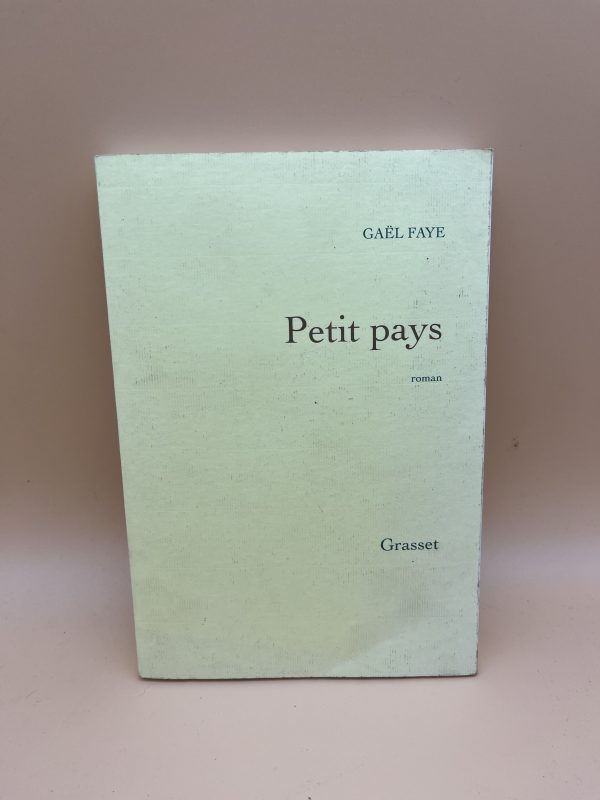 GAËL FAYE
Petit pays
roman
Grasset